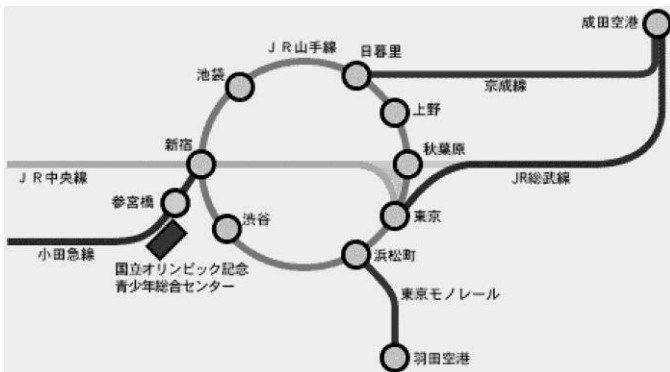 成田空港
ＪＲ山手線
日暮里
池袋
京成線
上野
新宿
秋葉原
ＪＲ中央線
JR総武線
参宮橋
渋谷
東京
小田急線
浜松町
国立オリンピック記念
青少年総合センター
東京モノレール
羽田空港